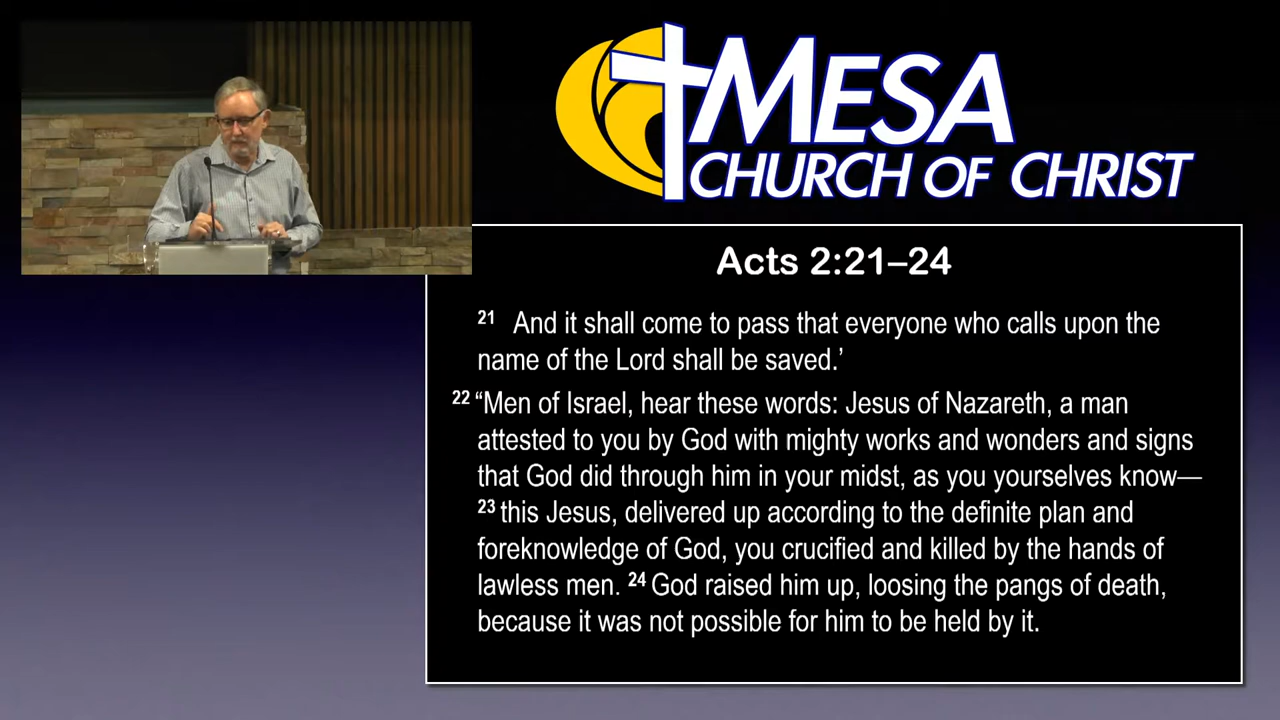 MESA
CHURCH OF CHRIST
Acts 2:21–24
21 And it shall come to pass that everyone who calls upon the
name of the Lord shall be saved.’
22 “Men of Israel, hear these words: Jesus of Nazareth, a man
attested to you by God with mighty works and wonders and signs
that God did through him in your midst, as you yourselves know—
23 this Jesus, delivered up according to the definite plan and
foreknowledge of God, you crucified and killed by the hands of
lawless men. 24 God raised him up, loosing the pangs of death,
because it was not possible for him to be held by it.